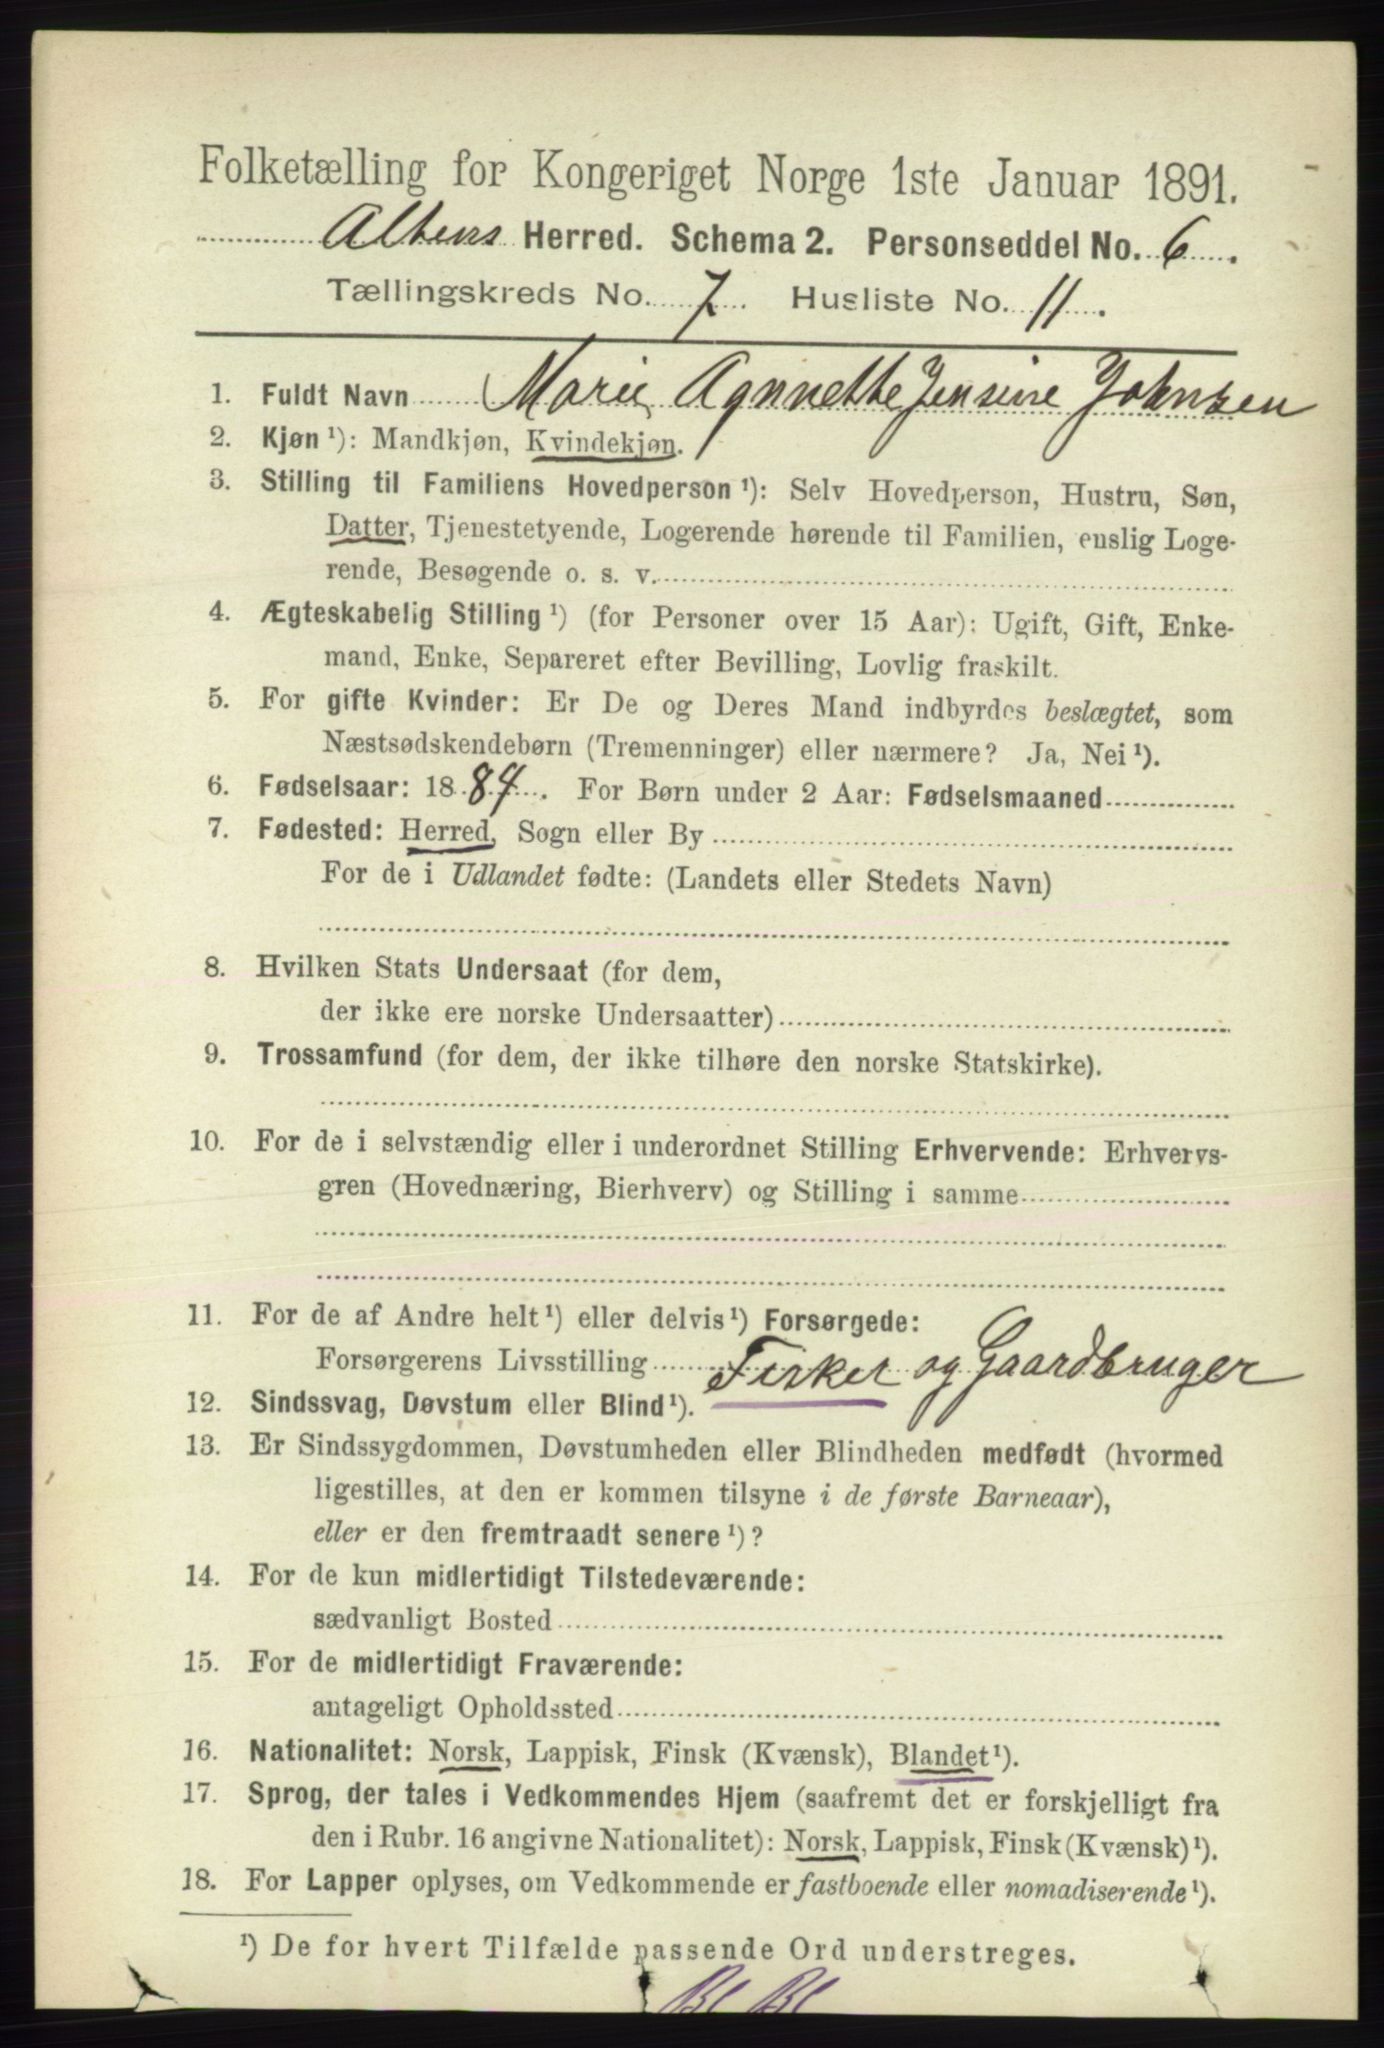 Folketælling for Kongeriget Norge 1ste Januar 1891.
Altens Herred. Schema 2. Personseddel No. 6.
Tællingskreds No. 7. Husliste No. 11.
1. Fuldt Navn Marie Agnnette Jensine Johnsen
2. Kjøn ¹): Mandkjøn, Kvindekjøn.
3. Stilling til Familiens Hovedperson ¹): Selv Hovedperson, Hustru, Søn,
Datter, Tjenestetyende, Logerende hørende til Familien, enslig Loge-
rende, Besøgende o. s. v.
4. Ægteskabelig Stilling ¹) (for Personer over 15 Aar): Ugift, Gift, Enke-
mand, Enke, Separeret efter Bevilling, Lovlig fraskilt.
5. For gifte Kvinder: Er De og Deres Mand indbyrdes beslægtet, som
Næstsødskendebørn (Tremenninger) eller nærmere? Ja, Nei ¹).
6. Fødselsaar: 1884. For Børn under 2 Aar: Fødselsmaaned
7. Fødested: Herred, Sogn eller By
For de i Udlandet fødte: (Landets eller Stedets Navn)
8. Hvilken Stats Undersaat (for dem,
der ikke ere norske Undersaatter)
9. Trossamfund (for dem, der ikke tilhøre den norske Statskirke).
10. For de i selvstændig eller i underordnet Stilling Erhvervende: Erhvervs-
gren (Hovednæring, Bierhverv) og Stilling i samme
11. For de af Andre helt ¹) eller delvis ¹) Forsørgede:
Forsørgerens Livsstilling Fisker og Gaardbruger
12. Sindssvag, Døvstum eller Blind ¹).
13. Er Sindssygdommen, Døvstumheden eller Blindheden medfødt (hvormed
ligestilles, at den er kommen tilsyne i de første Barneaar),
eller er den fremtraadt senere ¹)?
14. For de kun midlertidigt Tilstedeværende:
sædvanligt Bosted
15. For de midlertidigt Fraværende:
antageligt Opholdssted
16. Nationalitet: Norsk, Lappisk, Finsk (Kvænsk), Blandet ¹).
17. Sprog, der tales i Vedkommendes Hjem (saafremt det er forskjelligt fra
den i Rubr. 16 angivne Nationalitet): Norsk, Lappisk, Finsk (Kvænsk) ¹).
18. For Lapper oplyses, om Vedkommende er fastboende eller nomadiserende ¹).
¹) De for hvert Tilfælde passende Ord understreges.